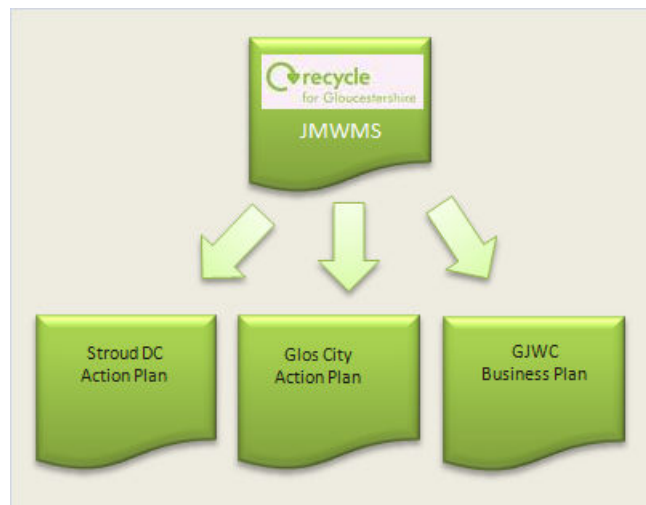 recycle
for Gloucestershire
JMWMS
Stroud DC
Action Plan
Glos City
Action Plan
GJWC
Business Plan